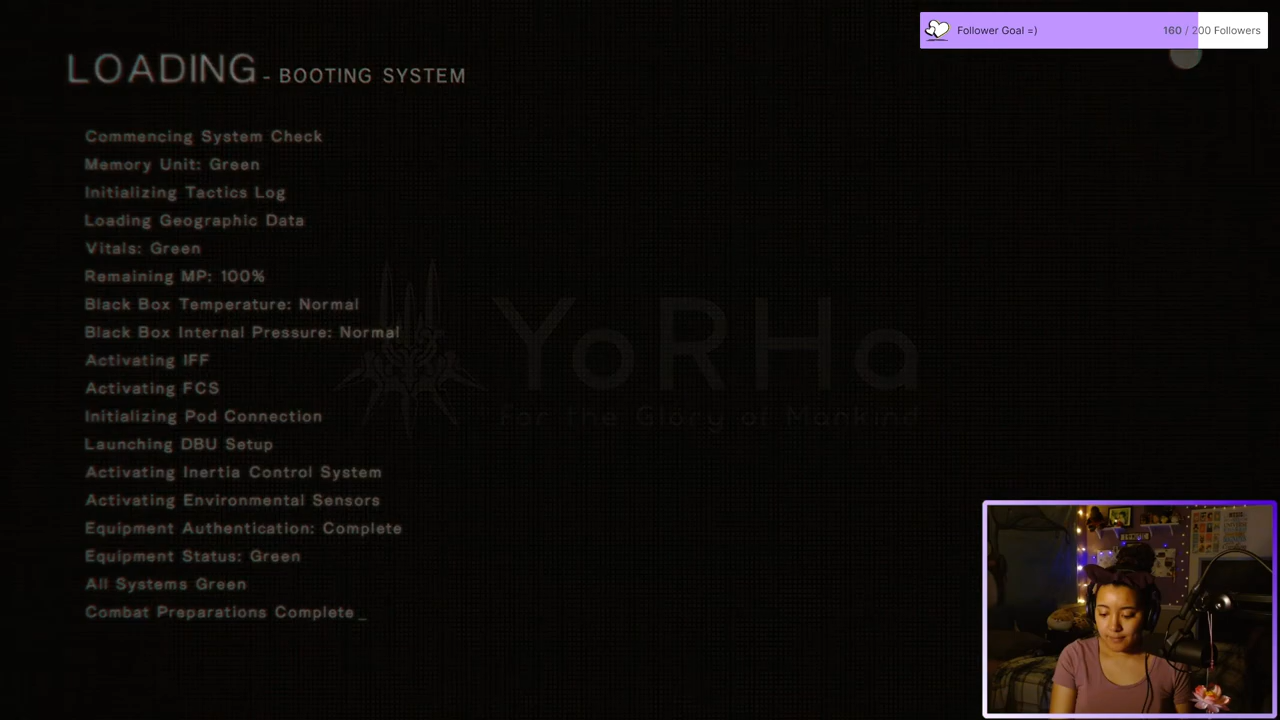 Follower Goal =)
160 / 200 Followers
LOADING - BOOTING SYSTEM
Commencing System Check
Memory Unit: Green
Initializing Tactics Log
Loading Geographic Data
Vitals: Green
Remaining MP: 100%
Black Box Temperature: Normal
Black Box Internal Pressure: Normal
Activating IFF
Activating FCS
Initializing Pod Connection
Launching DBU Setup
Activating Inertia Control System
Activating Environmental Sensors
Equipment Authentication: Complete
Equipment Status: Green
All Systems Green
Combat Preparations Complete_
YoRHa
For the Glory of Mankind